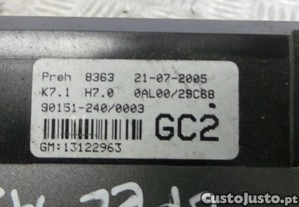 Preh 8363 21-07-2005
K7.1 H7.0 0AL00/29C68
90151-240/0003
GC2
GM:13122963
CustoJusto.pt